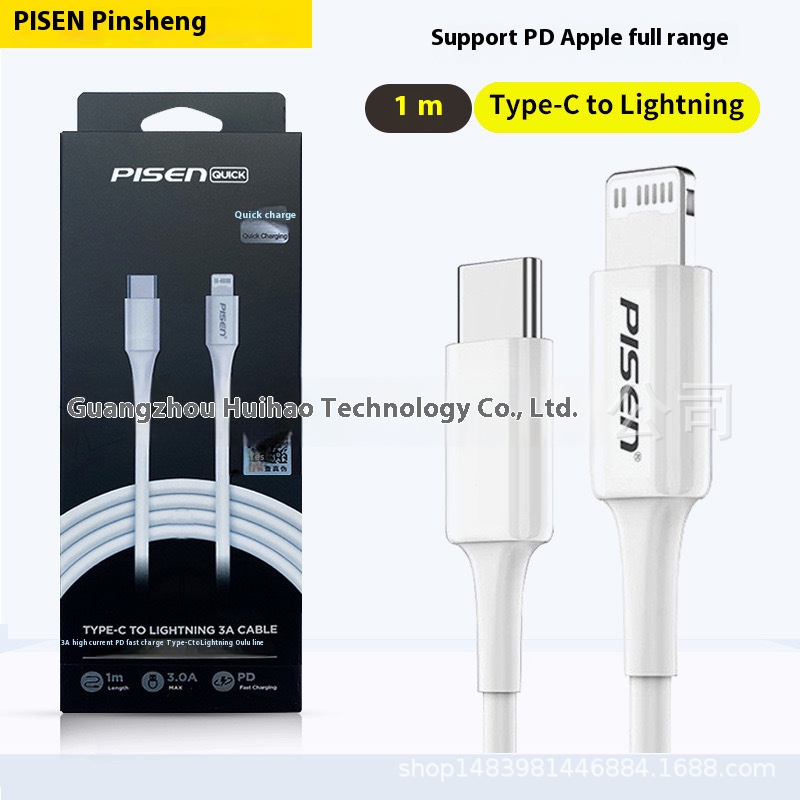 PISEN Pinsheng
Support PD Apple full range
1 m
Type-C to Lightning
PISEN QUICK
Quick charge
Quick Charging
PISEN
PISEN®
Guangzhou Huihao Technology Co., Ltd.
公司
Yes
TYPE-C TO LIGHTNING 3A CABLE
3A high current PD fast charge Type-CtoLightning Oulu line
1m
Length
3.0A
MAX
PD
Fast Charging
shop1483981446884.1688.com